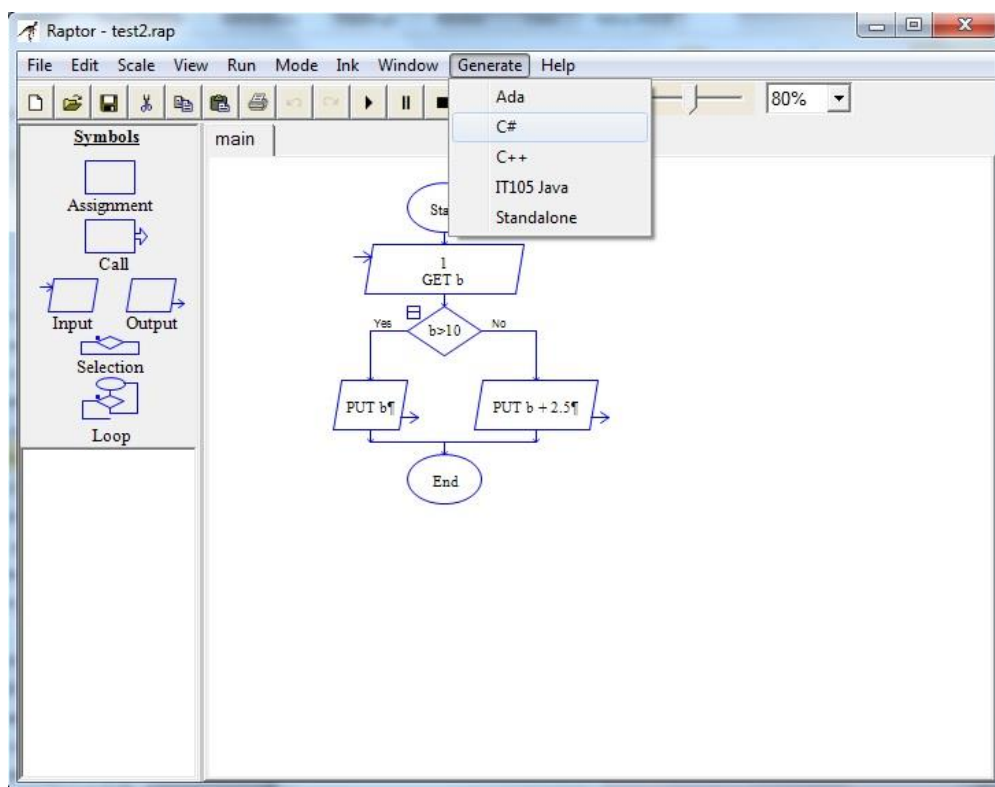 Raptor - test2.rap
File Edit Scale View Run Mode Ink Window Generate Help
80%
Ada
C#
C++
IT105 Java
Standalone
Symbols
Assignment
Call
Input Output
Selection
Loop
main
1
GET b
Yes b>10 No
PUT b¶ PUT b + 2.5¶
End